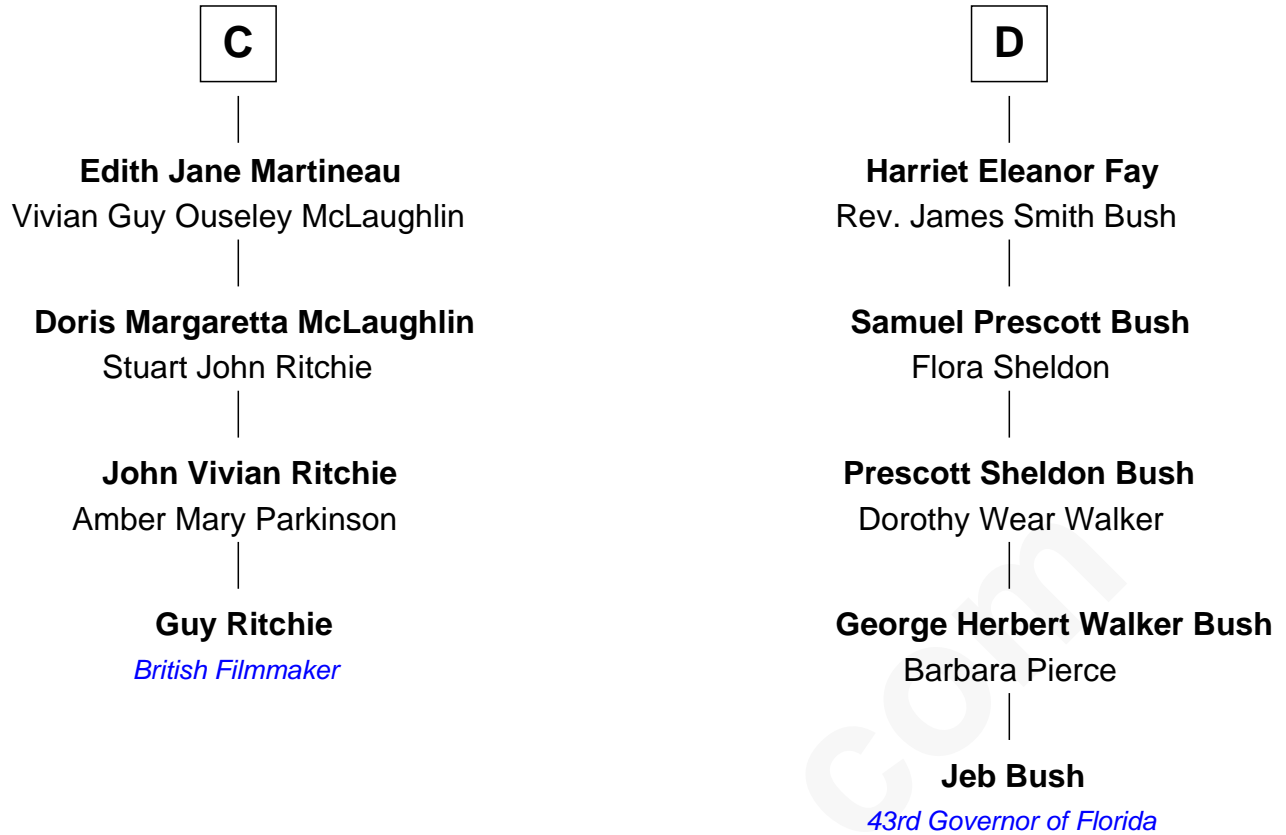 C
Edith Jane Martineau
Vivian Guy Ouseley McLaughlin
Doris Margaretta McLaughlin
Stuart John Ritchie
John Vivian Ritchie
Amber Mary Parkinson
Guy Ritchie
British Filmmaker
D
Harriet Eleanor Fay
Rev. James Smith Bush
Samuel Prescott Bush
Flora Sheldon
Prescott Sheldon Bush
Dorothy Wear Walker
George Herbert Walker Bush
Barbara Pierce
Jeb Bush
43rd Governor of Florida
com